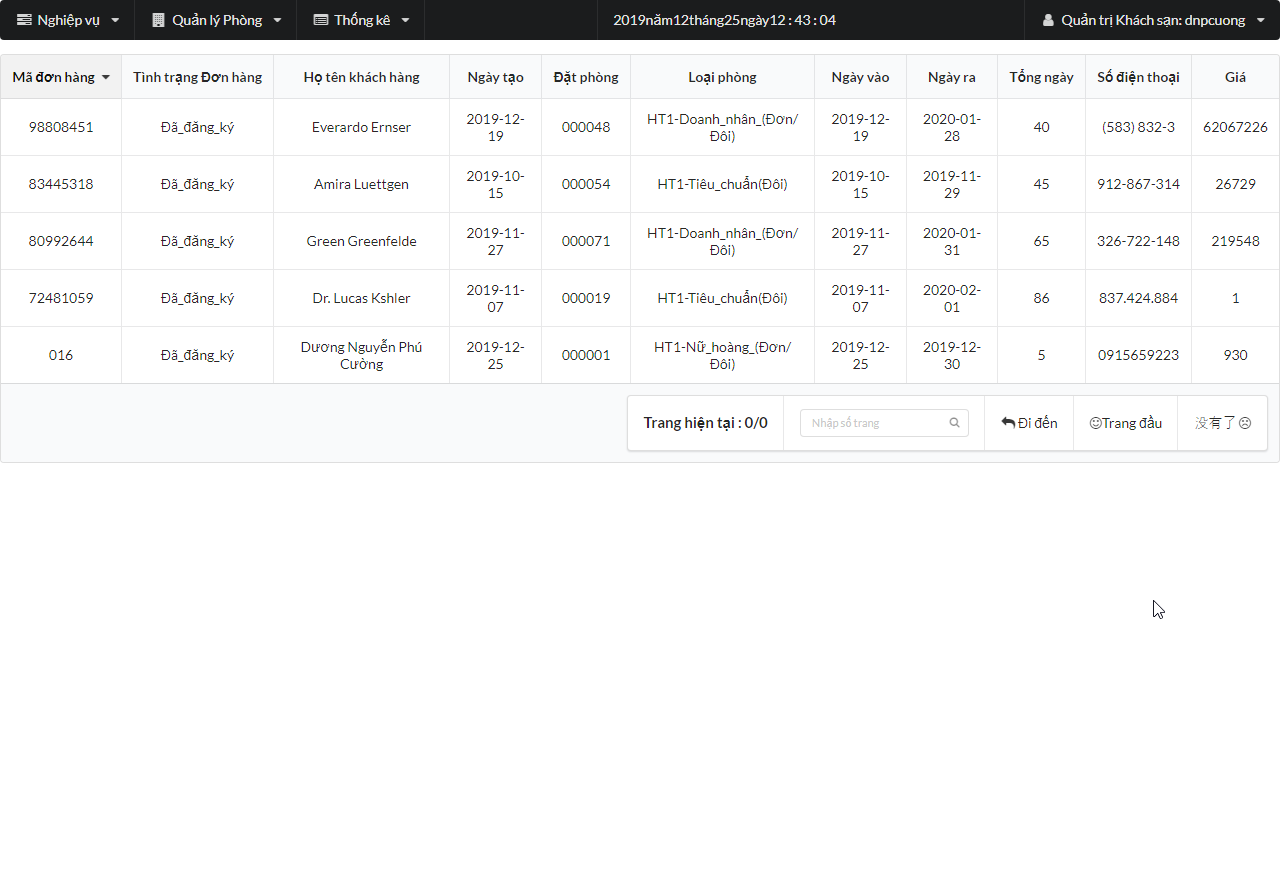 Nghiệp vụ Quản lý Phòng Thống kê 2019năm12tháng25ngày12 : 43 : 04 Quản trị Khách sạn: dnpcuong
Mã đơn hàng Tình trạng Đơn hàng Họ tên khách hàng Ngày tạo Đặt phòng Loại phòng Ngày vào Ngày ra Tổng ngày Số điện thoại Giá
98808451 Đã_đăng_ký Everardo Ernser 2019-12-19 000048 HT1-Doanh_nhân_(Đơn/Đôi) 2019-12-19 2020-01-28 40 (583) 832-3 62067226
83445318 Đã_đăng_ký Amira Luettgen 2019-10-15 000054 HT1-Tiêu_chuẩn(Đôi) 2019-10-15 2019-11-29 45 912-867-314 26729
80992644 Đã_đăng_ký Green Greenfelde 2019-11-27 000071 HT1-Doanh_nhân_(Đơn/Đôi) 2019-11-27 2020-01-31 65 326-722-148 219548
72481059 Đã_đăng_ký Dr. Lucas Kshler 2019-11-07 000019 HT1-Tiêu_chuẩn(Đôi) 2019-11-07 2020-02-01 86 837.424.884 1
016 Đã_đăng_ký Dương Nguyễn Phú Cường 2019-12-25 000001 HT1-Nữ_hoàng_(Đơn/Đôi) 2019-12-25 2019-12-30 5 0915659223 930
Trang hiện tại : 0/0 Nhập số trang Đi đến Trang đầu 没有了